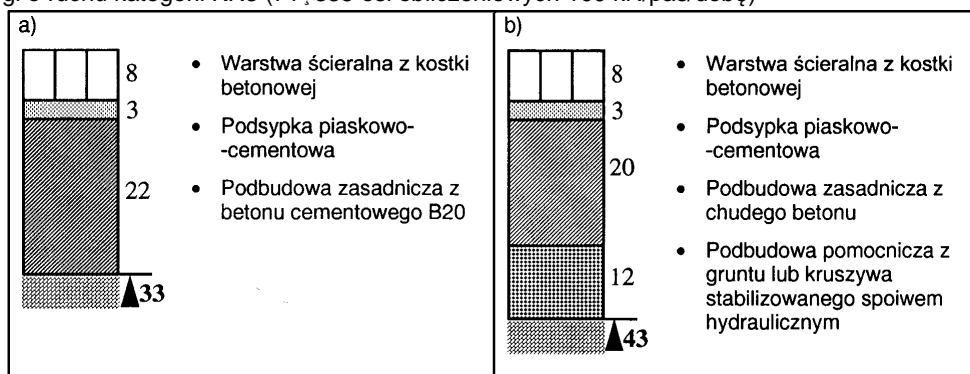 a)
8
3
22
33
• Warstwa ścieralna z kostki
betonowej
• Podsypka piaskowo-
-cementowa
• Podbudowa zasadnicza z
betonu cementowego B20
b)
8
3
20
12
43
• Warstwa ścieralna z kostki
betonowej
• Podsypka piaskowo-
-cementowa
• Podbudowa zasadnicza z
chudego betonu
• Podbudowa pomocnicza z
gruntu lub kruszywa
stabilizowanego spoiwem
hydraulicznym